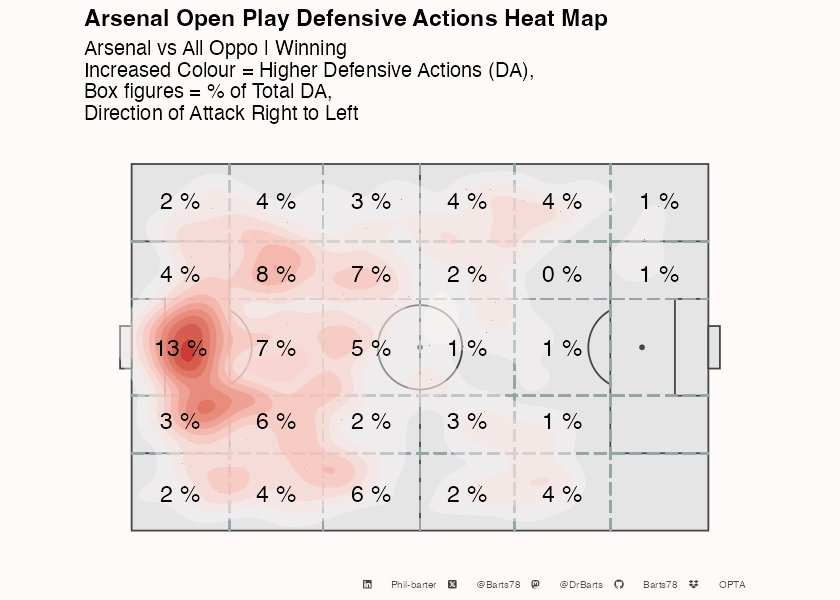 Arsenal Open Play Defensive Actions Heat Map
Arsenal vs All Oppo | Winning
Increased Colour = Higher Defensive Actions (DA),
Box figures = % of Total DA,
Direction of Attack Right to Left
2 % 4 % 3 % 4 % 4 % 1 %
4 % 8 % 7 % 2 % 0 % 1 %
13 % 7 % 5 % 1 % 1 %
3 % 6 % 2 % 3 % 1 %
2 % 4 % 6 % 2 % 4 %
Phil-barter @Barts78 @DrBarts Barts78 OPTA